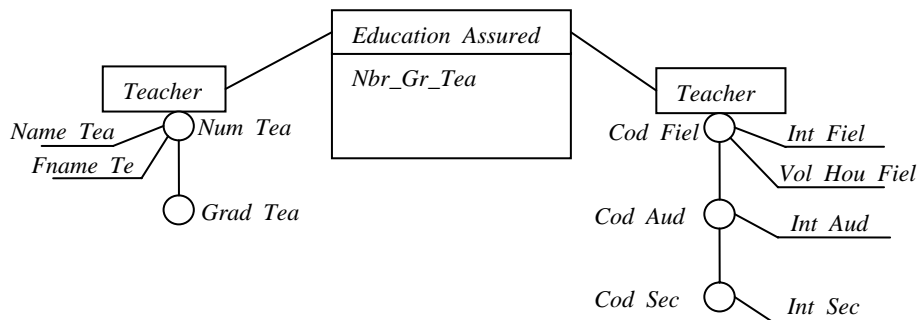 Education Assured
Nbr_Gr_Tea
Teacher
Name Tea
Num Tea
Fname Te
Grad Tea
Teacher
Cod Fiel
Int Fiel
Vol Hou Fiel
Cod Aud
Int Aud
Cod Sec
Int Sec